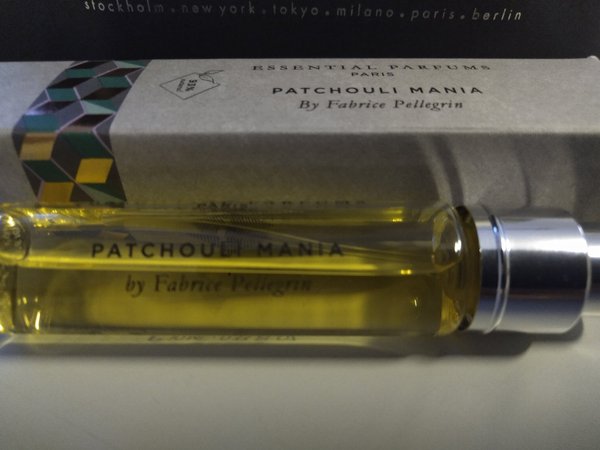 stockholm . new york . tokyo . milano . paris . berlin
ESSENTIAL PARFUMS
PARIS
PATCHOULI MANIA
By Fabrice Pellegrin
PATCHOULI MANIA
by Fabrice Pellegrin